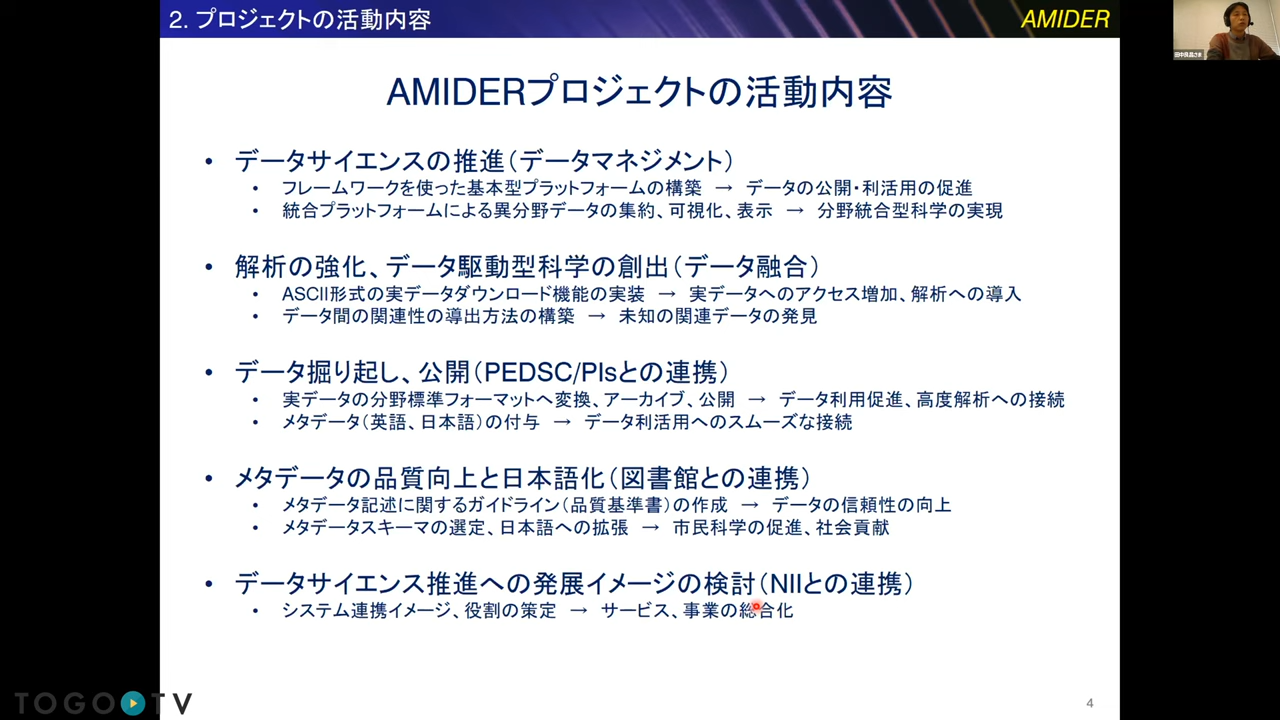 2. プロジェクトの活動内容
AMIDER
田中良昌さま
AMIDERプロジェクトの活動内容
• データサイエンスの推進（データマネジメント）
• フレームワークを使った基本型プラットフォームの構築 → データの公開・利活用の促進
• 統合プラットフォームによる異分野データの集約、可視化、表示 → 分野統合型科学の実現
• 解析の強化、データ駆動型科学の創出（データ融合）
• ASCII形式の実データダウンロード機能の実装 → 実データへのアクセス増加、解析への導入
• データ間の関連性の導出方法の構築 → 未知の関連データの発見
• データ掘り起し、公開（PEDSC/PIsとの連携）
• 実データの分野標準フォーマットへ変換、アーカイブ、公開 → データ利用促進、高度解析への接続
• メタデータ（英語、日本語）の付与 → データ利活用へのスムーズな接続
• メタデータの品質向上と日本語化（図書館との連携）
• メタデータ記述に関するガイドライン（品質基準書）の作成 → データの信頼性の向上
• メタデータスキーマの選定、日本語への拡張 → 市民科学の促進、社会貢献
• データサイエンス推進への発展イメージの検討（NIIとの連携）
• システム連携イメージ、役割の策定 → サービス、事業の総合化
TOGO TV
4